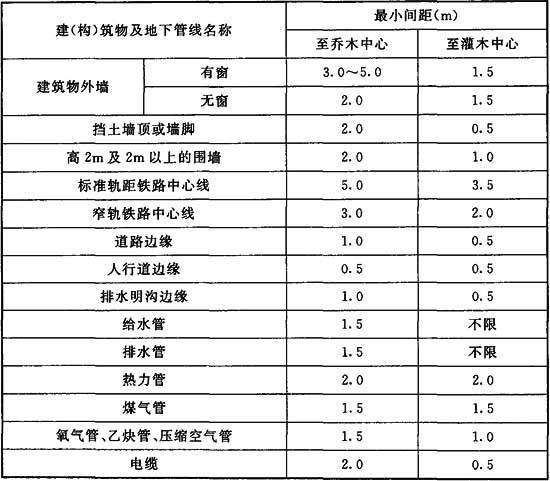 建(构)筑物及地下管线名称 最小间距(m)
至乔木中心 至灌木中心
建筑物外墙 有窗 3.0～5.0 1.5
无窗 2.0 1.5
挡土墙顶或墙脚 2.0 0.5
高2m及2m以上的围墙 2.0 1.0
标准轨距铁路中心线 5.0 3.5
窄轨铁路中心线 3.0 2.0
道路边缘 1.0 0.5
人行道边缘 0.5 0.5
排水明沟边缘 1.0 0.5
给水管 1.5 不限
排水管 1.5 不限
热力管 2.0 2.0
煤气管 1.5 1.5
氧气管、乙炔管、压缩空气管 1.5 1.0
电缆 2.0 0.5